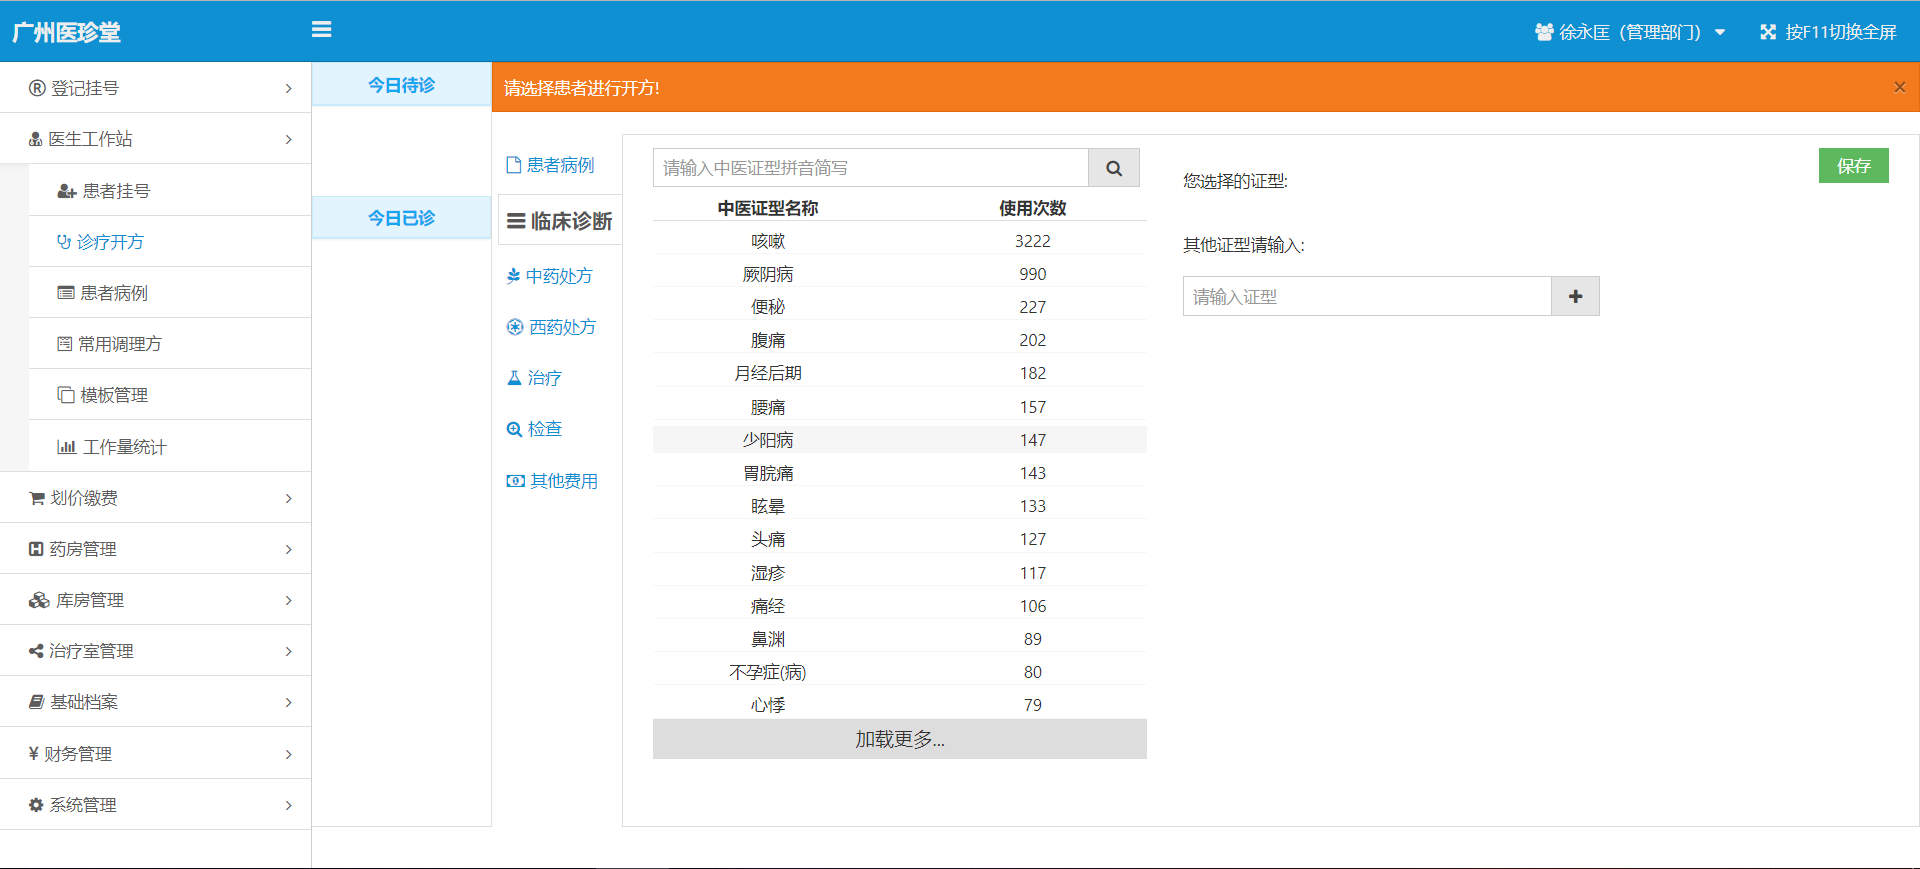 广州医珍堂
徐永匡（管理部门）
按F11切换全屏
登记挂号
医生工作站
患者挂号
诊疗开方
患者病例
常用调理方
模板管理
工作量统计
划价缴费
药房管理
库房管理
治疗室管理
基础档案
¥ 财务管理
系统管理
今日待诊
今日已诊
请选择患者进行开方!
×
患者病例
临床诊断
中药处方
西药处方
治疗
检查
其他费用
请输入中医证型拼音简写
中医证型名称 使用次数
咳嗽 3222
厥阴病 990
便秘 227
腹痛 202
月经后期 182
腰痛 157
少阳病 147
胃脘痛 143
眩晕 133
头痛 127
湿疹 117
痛经 106
鼻渊 89
不孕症(病) 80
心悸 79
加载更多...
您选择的证型:
保存
其他证型请输入:
请输入证型